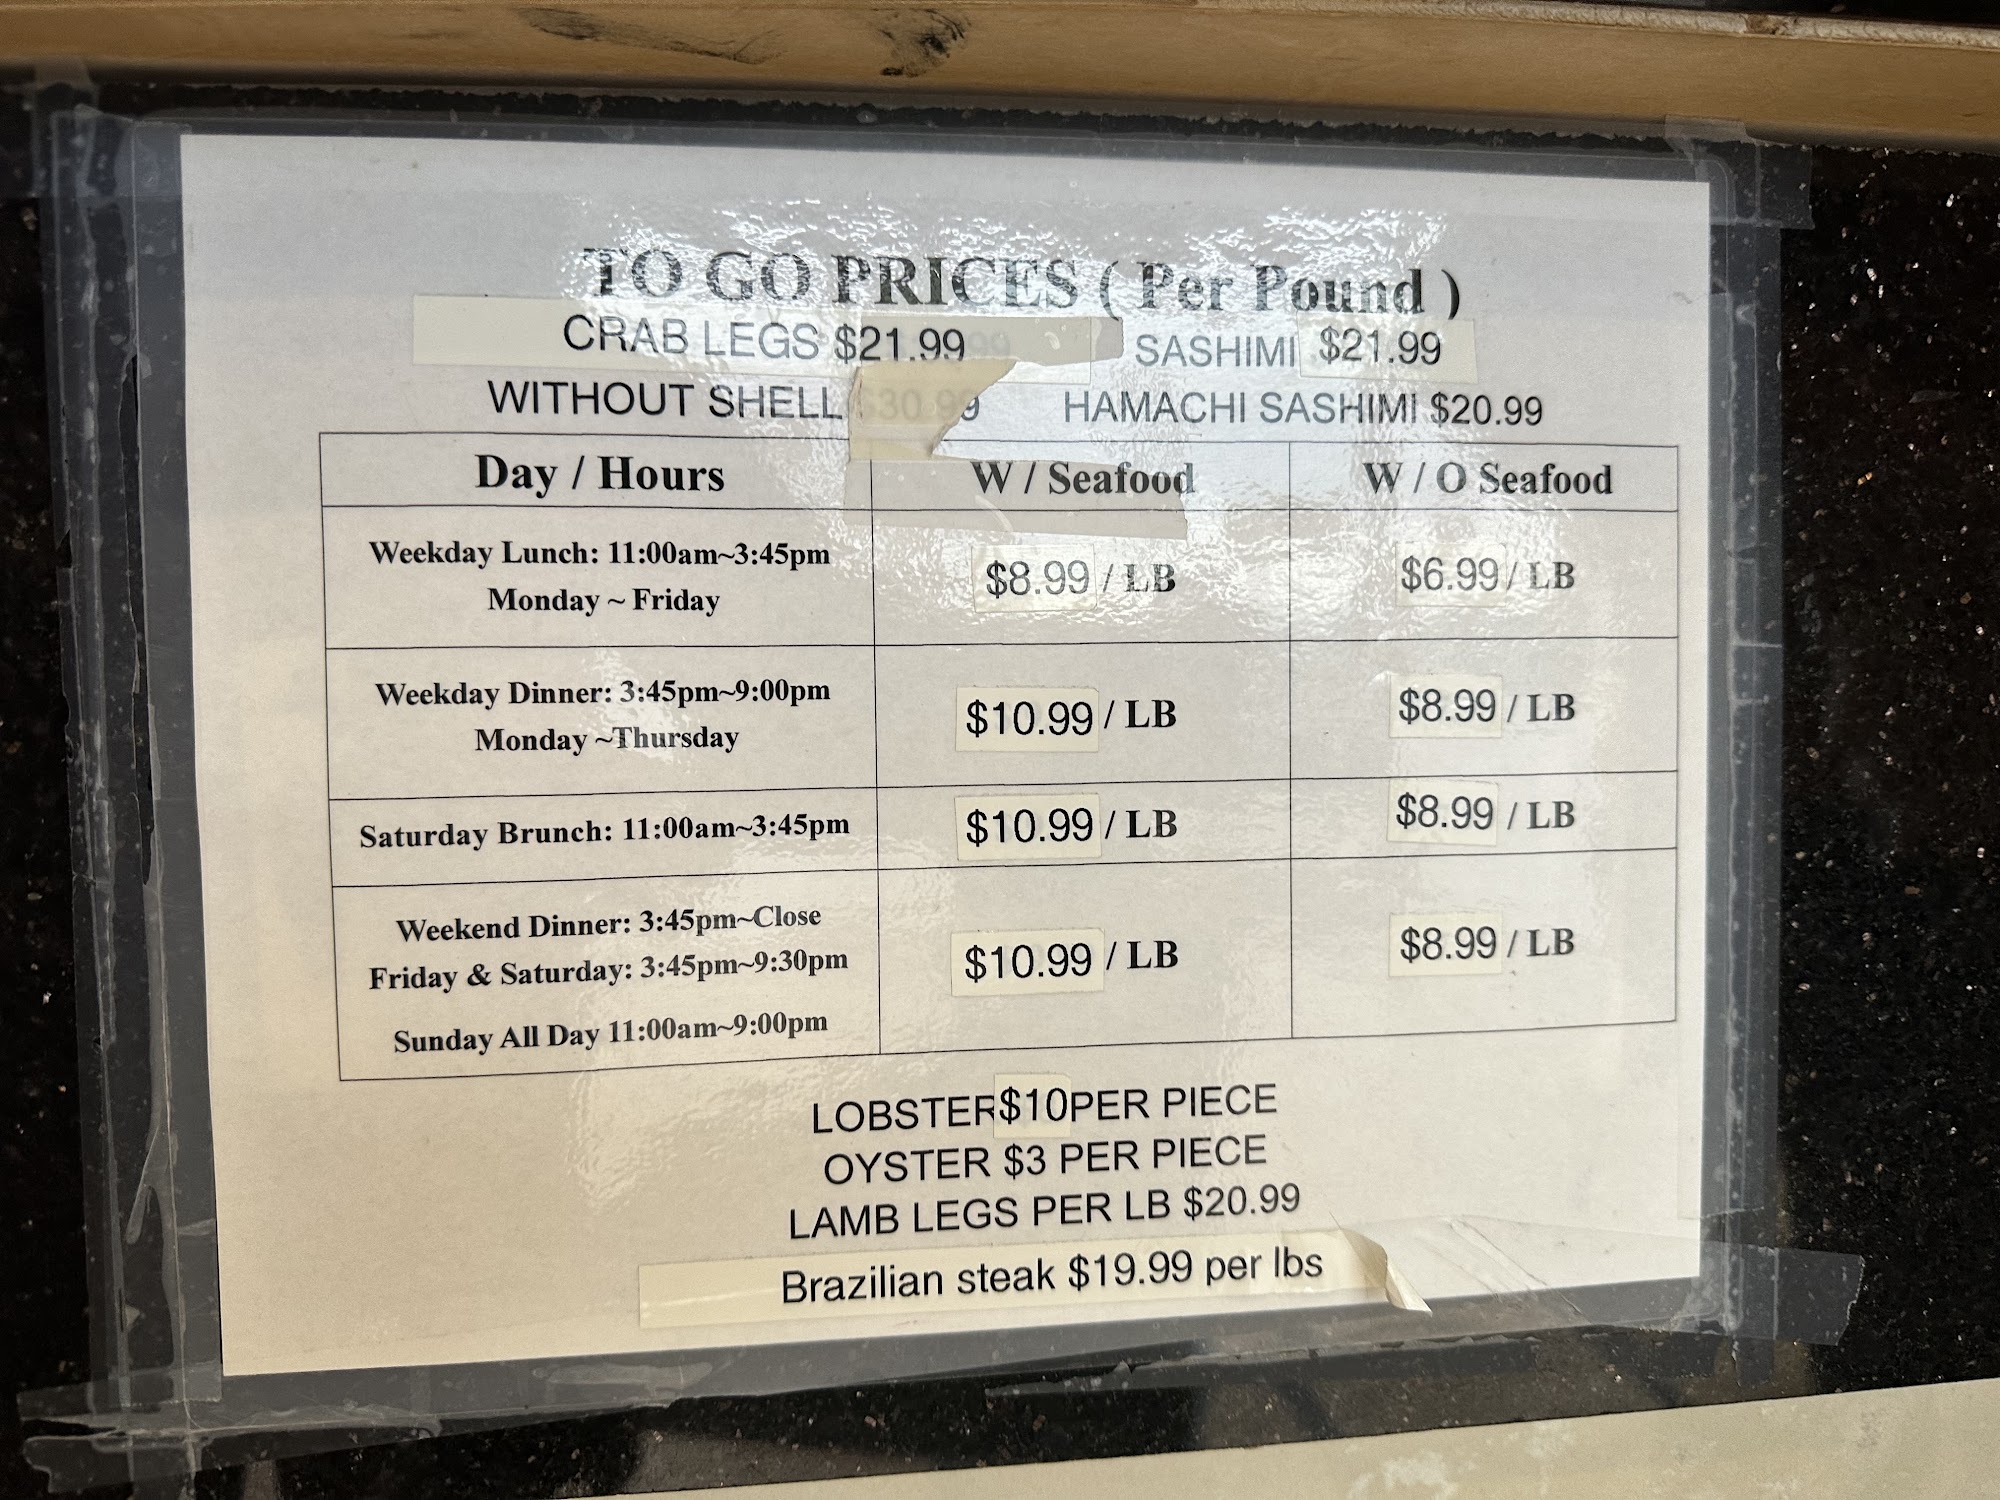 TO GO PRICES ( Per Pound )
CRAB LEGS $21.99 SASHIMI $21.99
WITHOUT SHELL $30.99 HAMACHI SASHIMI $20.99
Day / Hours W / Seafood W / O Seafood
Weekday Lunch: 11:00am~3:45pm
Monday ~ Friday
$8.99 / LB $6.99 / LB
Weekday Dinner: 3:45pm~9:00pm
Monday ~Thursday
$10.99 / LB $8.99 / LB
Saturday Brunch: 11:00am~3:45pm $10.99 / LB $8.99 / LB
Weekend Dinner: 3:45pm~Close
Friday & Saturday: 3:45pm~9:30pm
Sunday All Day 11:00am~9:00pm
$10.99 / LB $8.99 / LB
LOBSTER $10 PER PIECE
OYSTER $3 PER PIECE
LAMB LEGS PER LB $20.99
Brazilian steak $19.99 per lbs